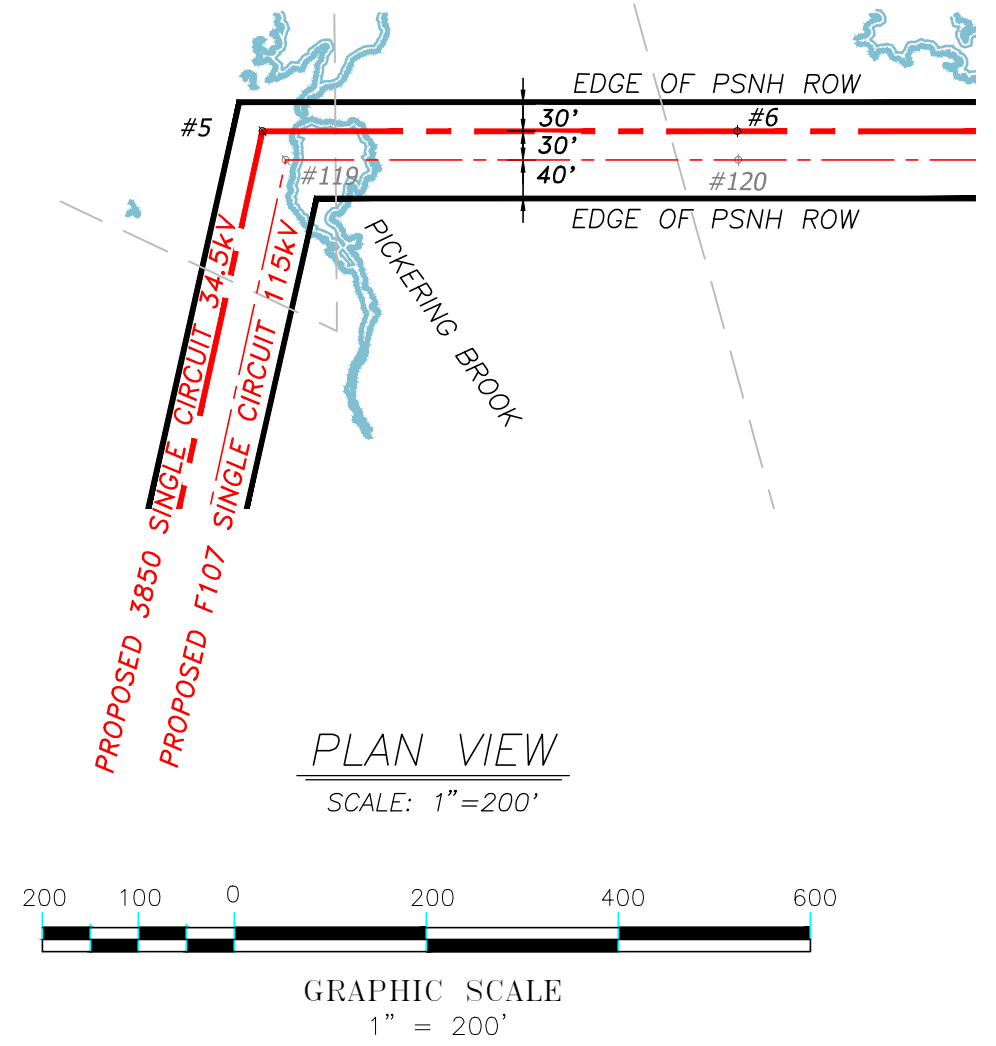 EDGE OF PSNH ROW
#5
30'
#6
30'
#119
40'
#120
EDGE OF PSNH ROW
PICKERING BROOK
PROPOSED 3850 SINGLE CIRCUIT 34.5kV
PROPOSED F107 SINGLE CIRCUIT 115kV
PLAN VIEW
SCALE: 1"=200'
200 100 0 200 400 600
GRAPHIC SCALE
1" = 200'